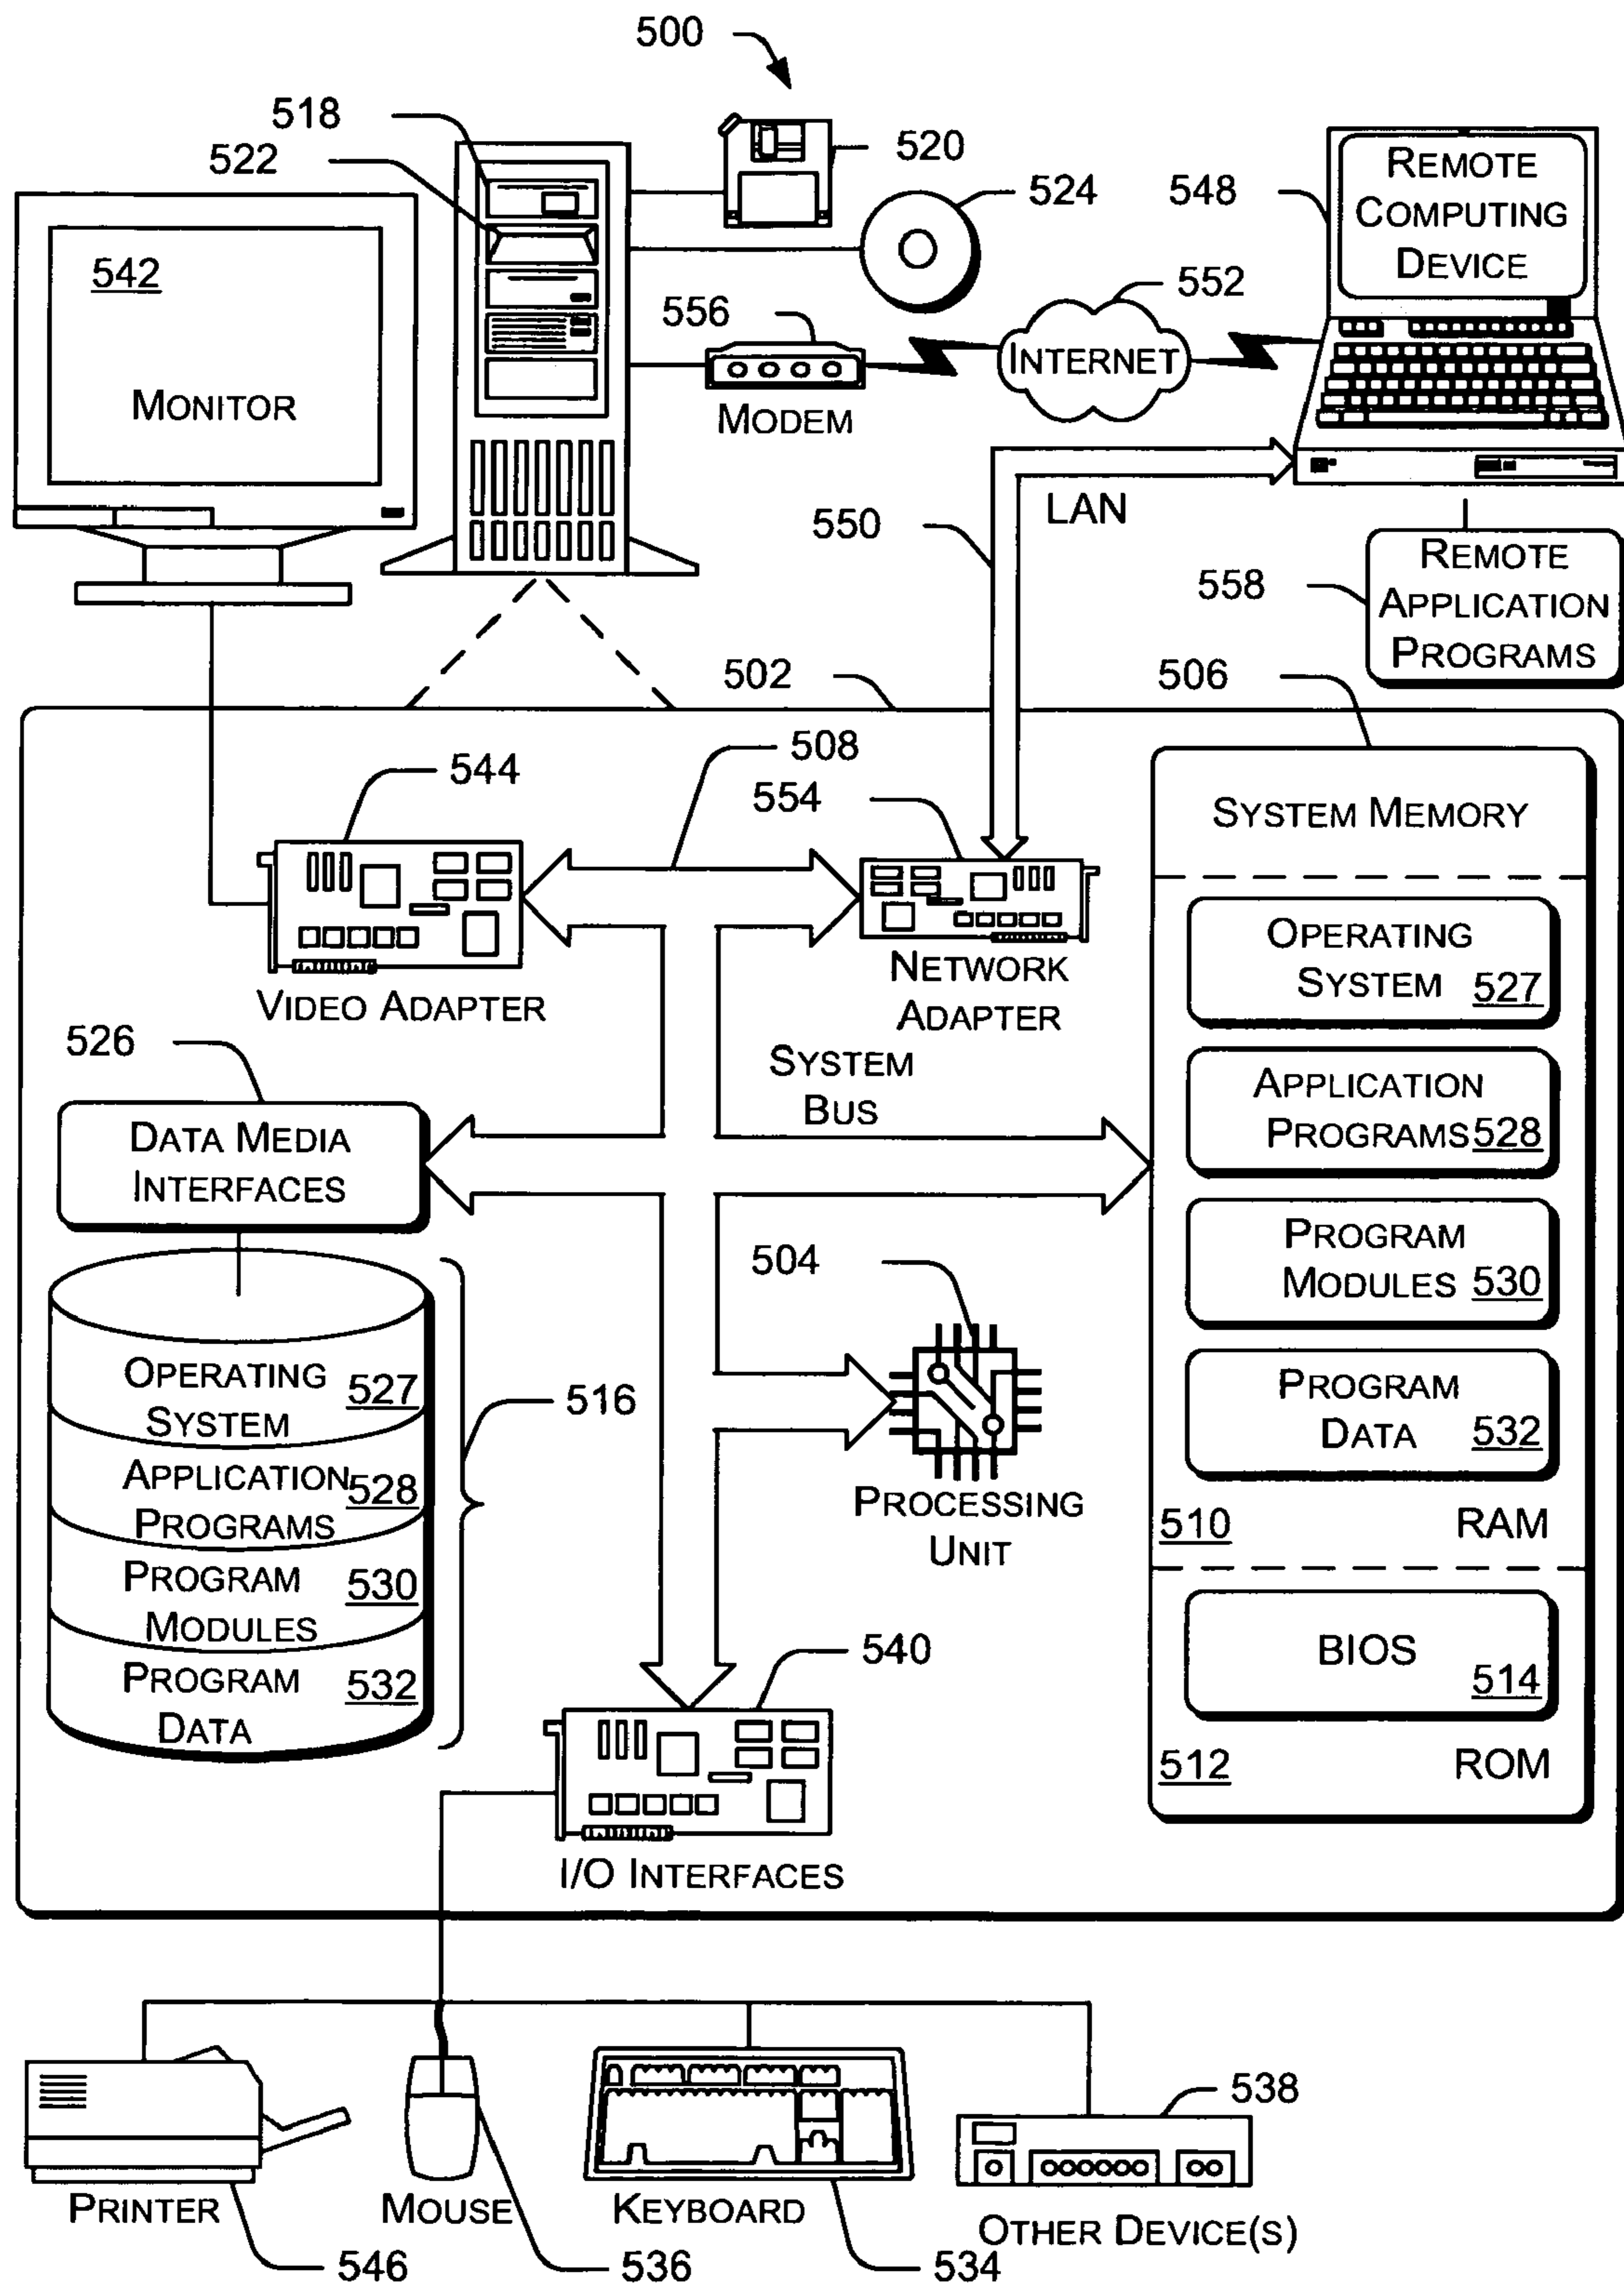 500
518
522
520
524
548
REMOTE
COMPUTING
DEVICE
542
MONITOR
556
MODEM
552
INTERNET
LAN
550
558
REMOTE
APPLICATION
PROGRAMS
502
506
508
544
554
SYSTEM MEMORY
VIDEO ADAPTER
NETWORK
ADAPTER
OPERATING
SYSTEM 527
526
SYSTEM
BUS
APPLICATION
PROGRAMS 528
DATA MEDIA
INTERFACES
PROGRAM
MODULES 530
504
PROGRAM
DATA 532
OPERATING
SYSTEM 527
516
APPLICATION
PROGRAMS 528
PROGRAM
MODULES 530
PROGRAM
DATA 532
PROCESSING
UNIT
510 RAM
BIOS
514
512 ROM
540
I/O INTERFACES
538
PRINTER
MOUSE
KEYBOARD
OTHER DEVICE(S)
546
536
534